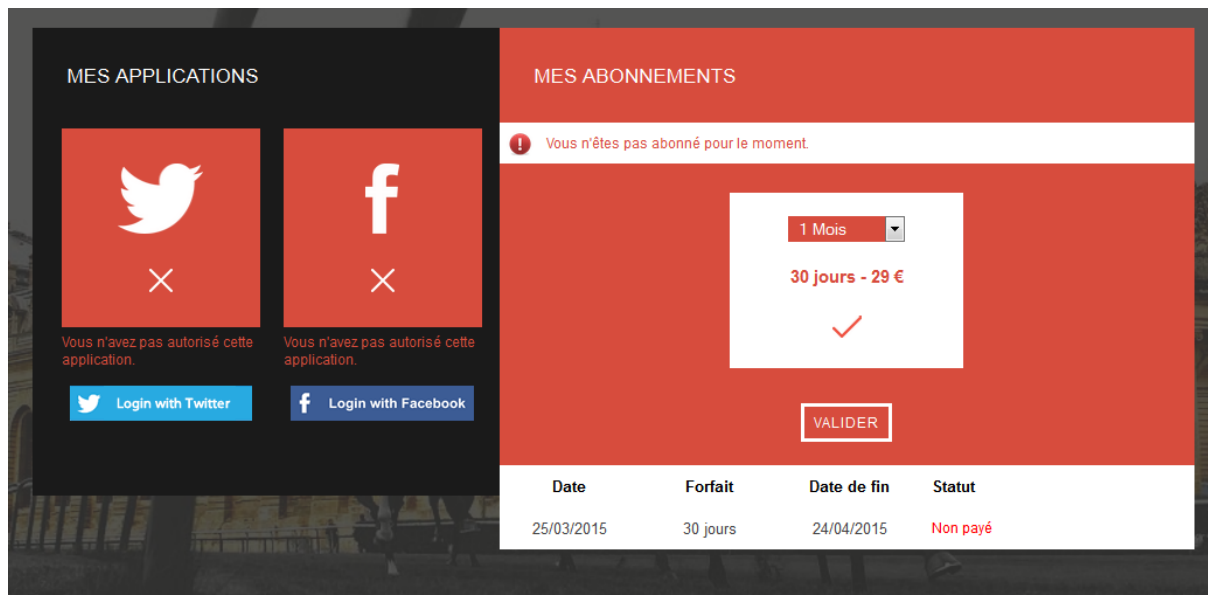 MES APPLICATIONS
Vous n'avez pas autorisé cette
application.
Login with Twitter
Vous n'avez pas autorisé cette
application.
Login with Facebook
MES ABONNEMENTS
Vous n'êtes pas abonné pour le moment.
1 Mois
30 jours - 29 €
VALIDER
Date Forfait Date de fin Statut
25/03/2015 30 jours 24/04/2015 Non payé